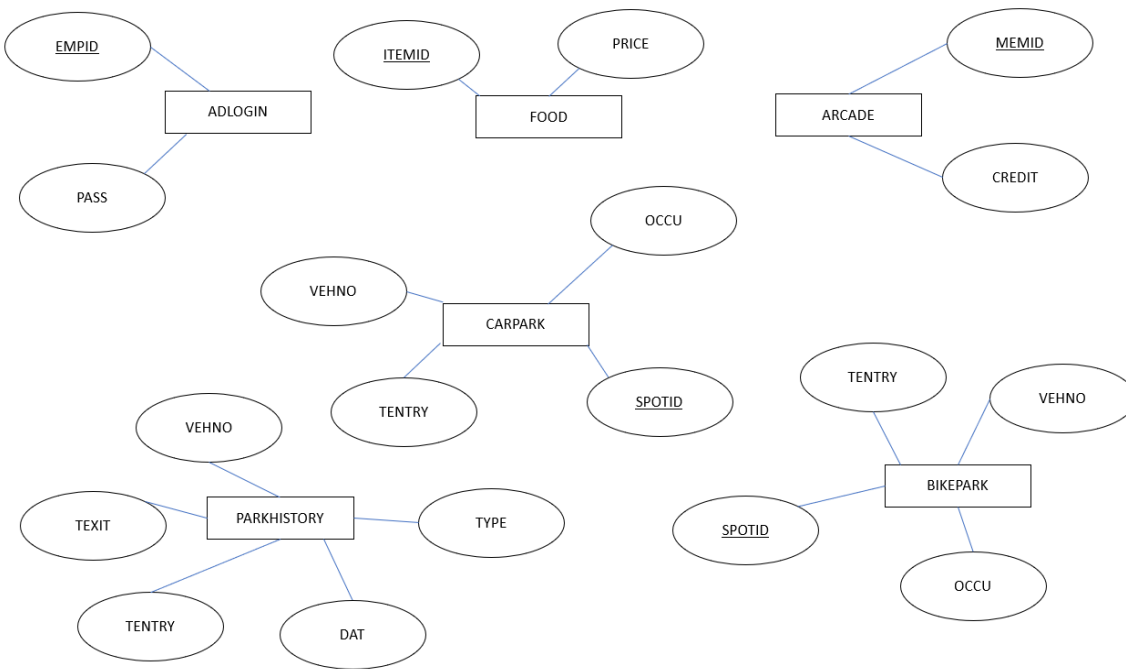 EMPID
ADLOGIN
PASS
ITEMID
PRICE
FOOD
MEMID
ARCADE
CREDIT
OCCU
VEHNO
CARPARK
TENTRY
SPOTID
VEHNO
TEXIT
PARKHISTORY
TYPE
TENTRY
DAT
TENTRY
VEHNO
BIKEPARK
SPOTID
OCCU